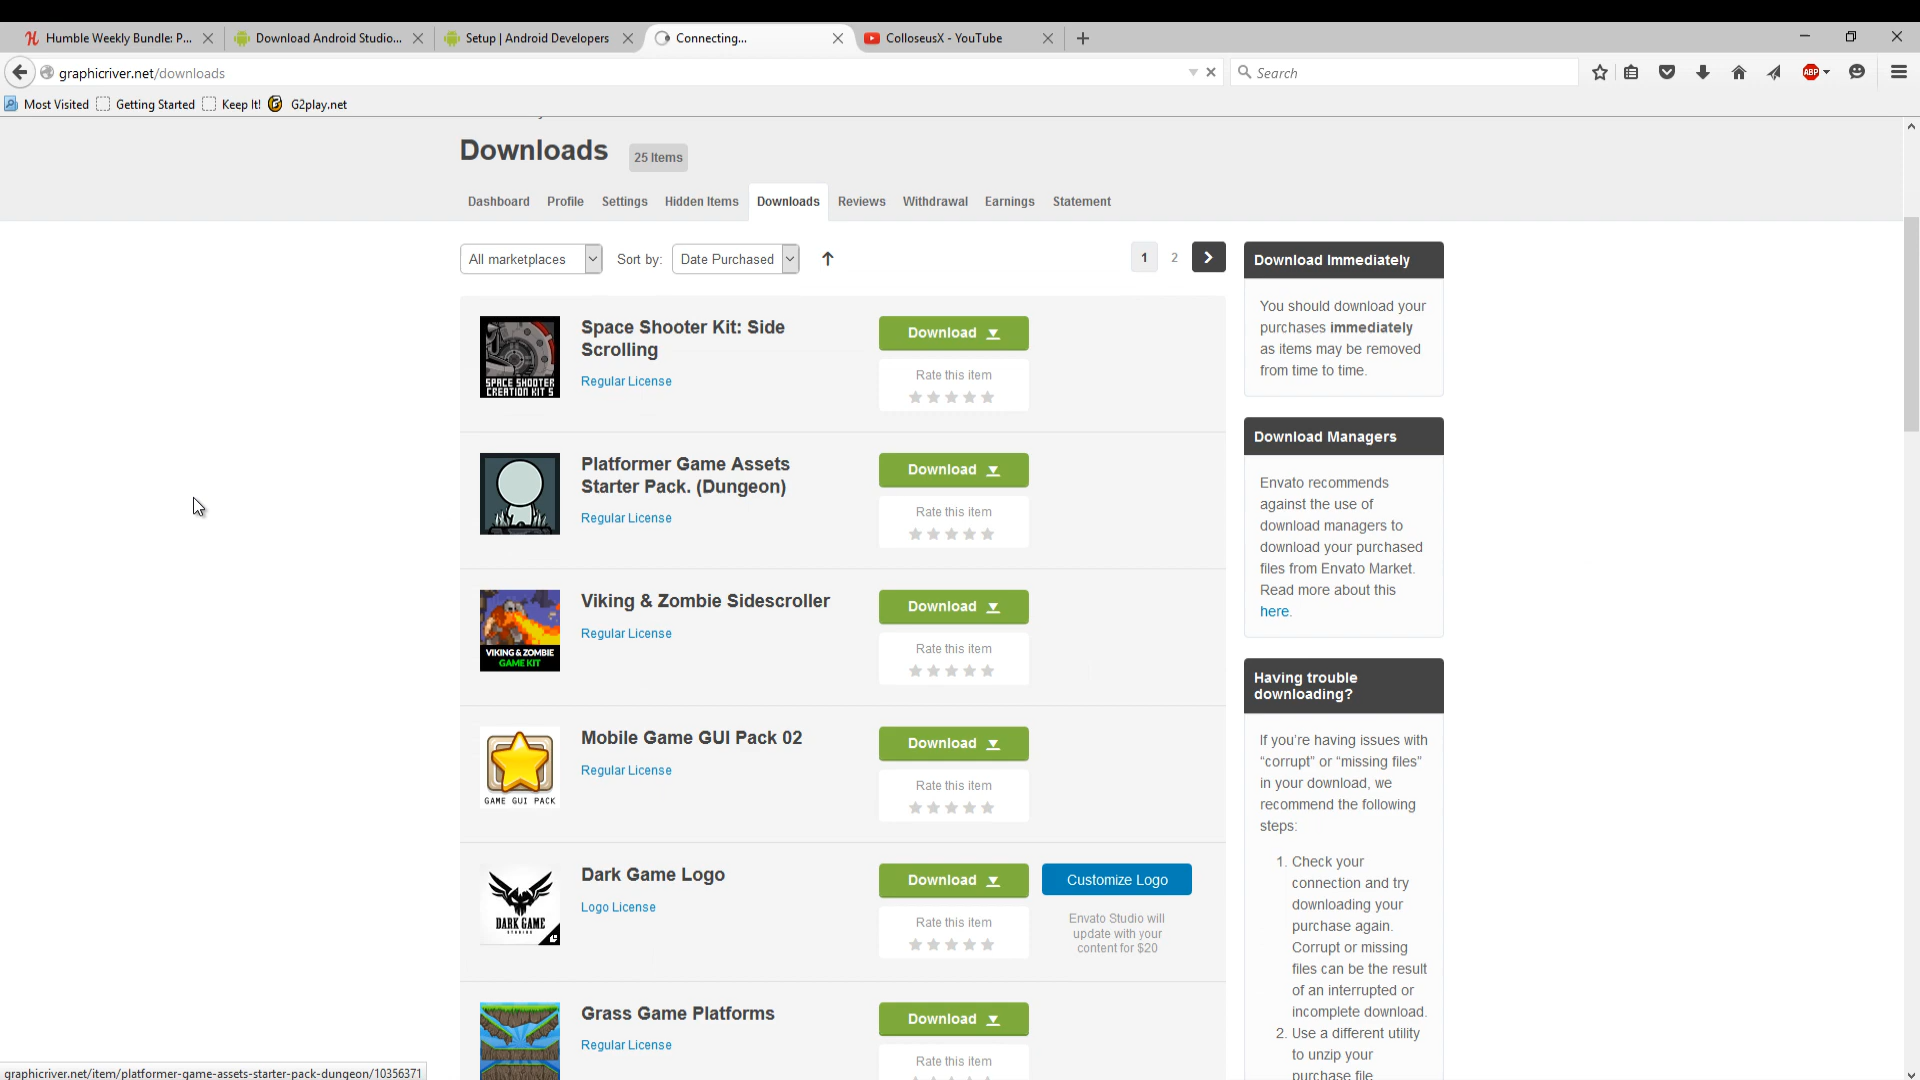 Humble Weekly Bundle: P...
Download Android Studio...
Setup | Android Developers
Connecting...
ColloseusX - YouTube
graphicriver.net/downloads
Search
ABP
Most Visited
Getting Started
Keep It!
G2play.net
Downloads
25 Items
Dashboard
Profile
Settings
Hidden Items
Downloads
Reviews
Withdrawal
Earnings
Statement
All marketplaces
Sort by:
Date Purchased
1
2
SPACE SHOOTER
CREATION KIT 5
Space Shooter Kit: Side
Scrolling
Regular License
Download
Rate this item
Platformer Game Assets
Starter Pack. (Dungeon)
Regular License
Download
Rate this item
VIKING & ZOMBIE
GAME KIT
Viking & Zombie Sidescroller
Regular License
Download
Rate this item
GAME GUI PACK
Mobile Game GUI Pack 02
Regular License
Download
Rate this item
DARK GAME
STUDIOS
Dark Game Logo
Logo License
Download
Rate this item
Customize Logo
Envato Studio will
update with your
content for $20
Grass Game Platforms
Regular License
Download
Rate this item
Download Immediately
You should download your
purchases immediately
as items may be removed
from time to time.
Download Managers
Envato recommends
against the use of
download managers to
download your purchased
files from Envato Market.
Read more about this
here.
Having trouble
downloading?
If you're having issues with
“corrupt” or “missing files”
in your download, we
recommend the following
steps:
1. Check your
connection and try
downloading your
purchase again.
Corrupt or missing
files can be the result
of an interrupted or
incomplete download.
2. Use a different utility
to unzip your
purchase file
graphicriver.net/item/platformer-game-assets-starter-pack-dungeon/10356371